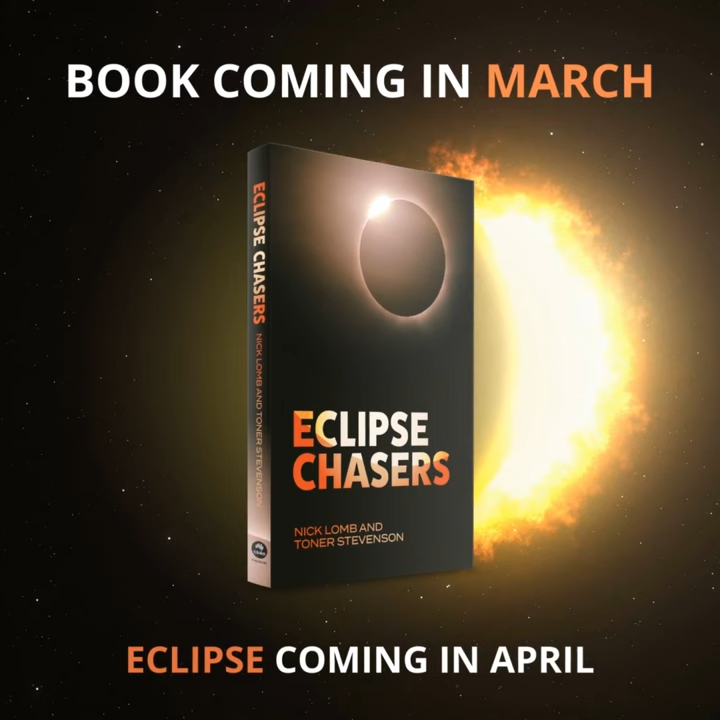 BOOK COMING IN MARCH
ECLIPSE CHASERS
NICK LOMB AND TONER STEVENSON
ECLIPSE
CHASERS
NICK LOMB AND
TONER STEVENSON
ECLIPSE COMING IN APRIL